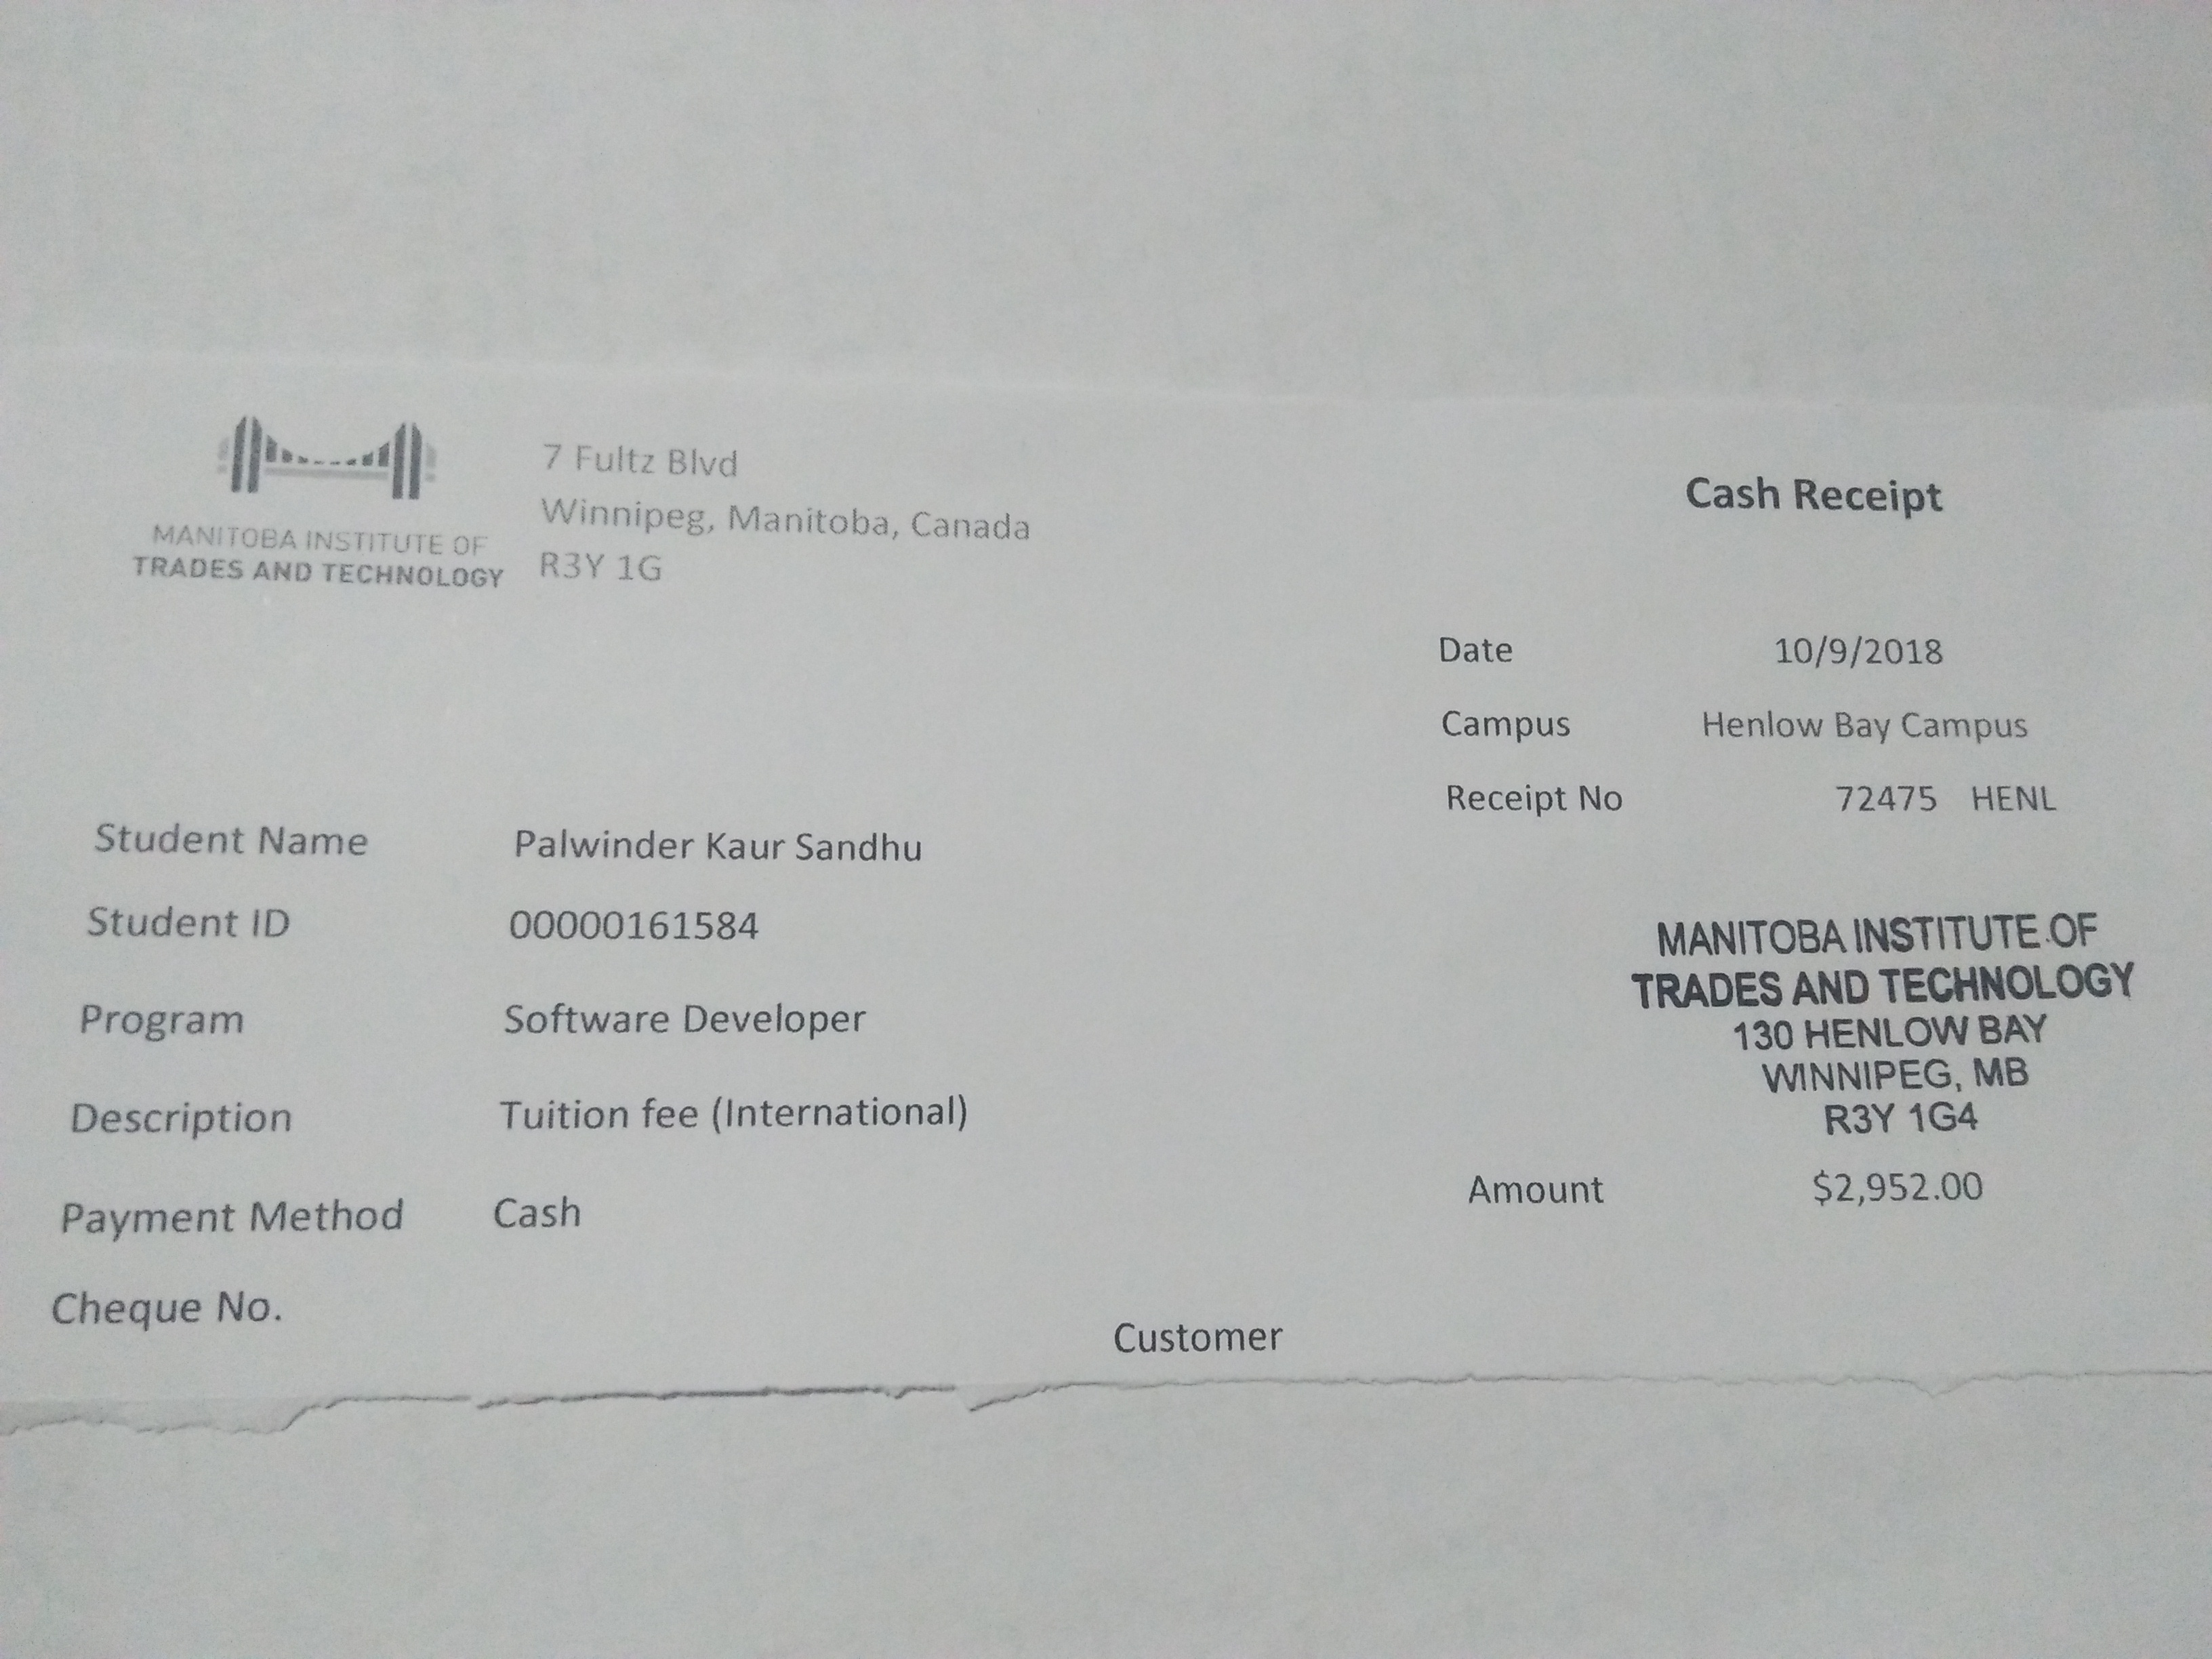 MANITOBA INSTITUTE OF
TRADES AND TECHNOLOGY
7 Fultz Blvd
Winnipeg, Manitoba, Canada
R3Y 1G
Cash Receipt
Date 10/9/2018
Campus Henlow Bay Campus
Receipt No 72475 HENL
Student Name Palwinder Kaur Sandhu
Student ID 00000161584
Program Software Developer
Description Tuition fee (International)
Payment Method Cash
Cheque No.
MANITOBA INSTITUTE OF
TRADES AND TECHNOLOGY
130 HENLOW BAY
WINNIPEG, MB
R3Y 1G4
Amount $2,952.00
Customer